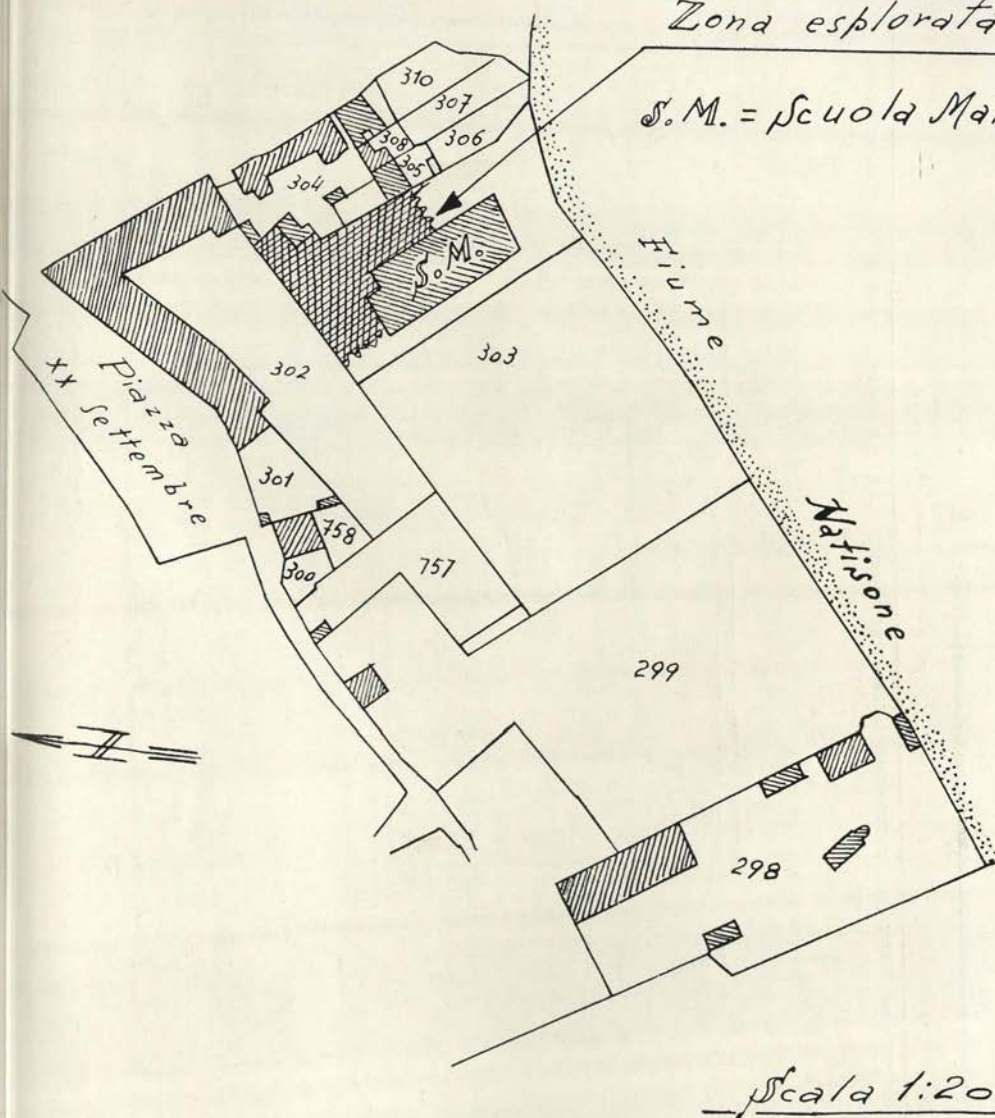 Zona esplorata
S.M. = Scuola
310
307
306
308
305
304
S.M.
Fiume
303
302
Piazza
XX Settembre
301
758
300
757
Natisone
299
N
298
Scala 1:20